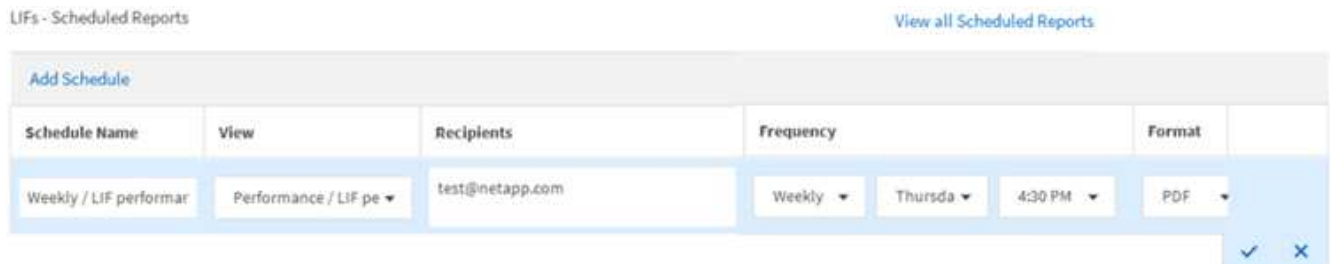 LIFs - Scheduled Reports View all Scheduled Reports
Add Schedule
Schedule Name View Recipients Frequency Format
Weekly / LIF performar Performance / LIF pe test@netapp.com Weekly Thursda 4:30 PM PDF